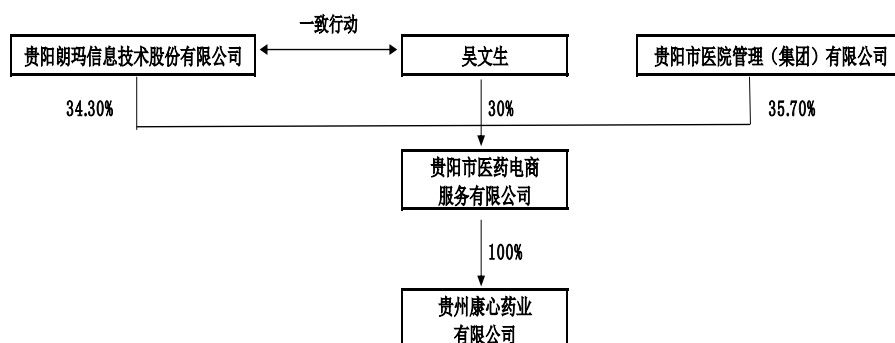 一致行动
贵阳朗玛信息技术股份有限公司
吴文生
贵阳市医院管理（集团）有限公司
34.30%
30%
35.70%
贵阳市医药电商
服务有限公司
100%
贵州康心药业
有限公司